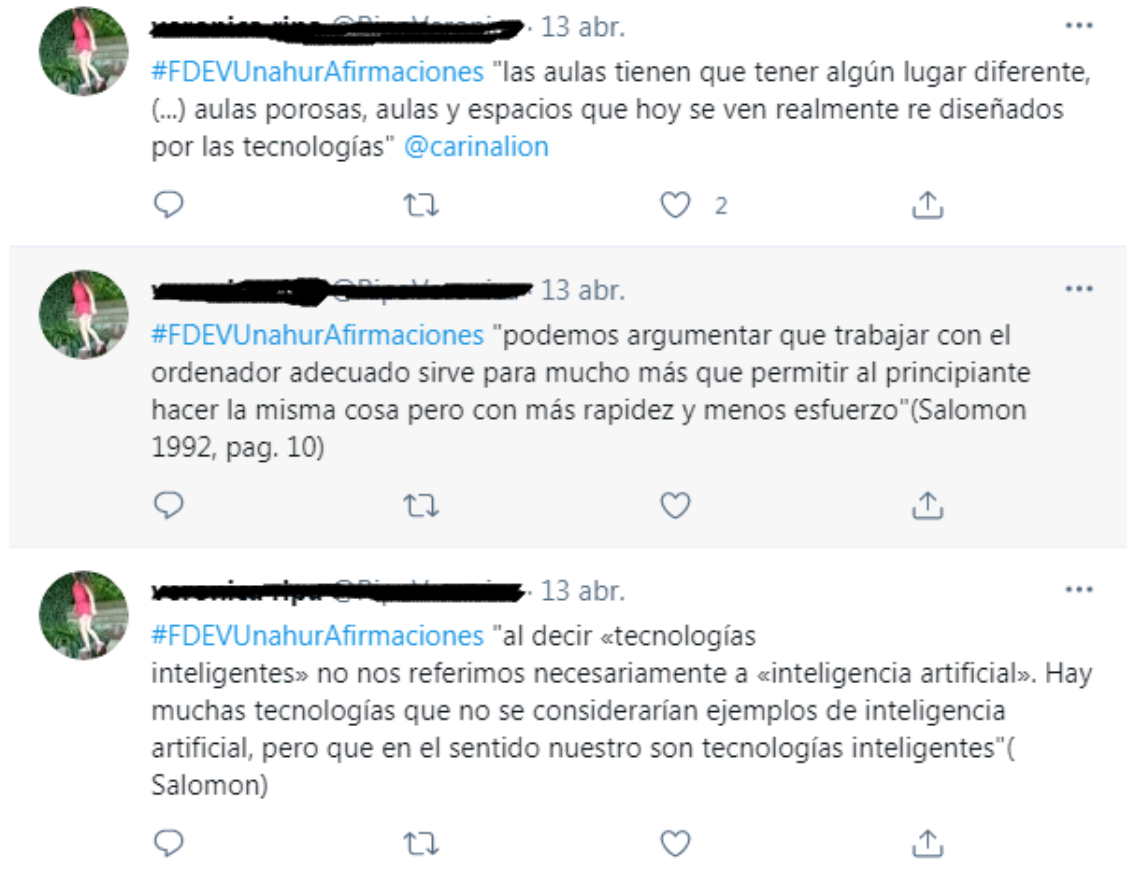 · 13 abr.
#FDEVUnahurAfirmaciones "las aulas tienen que tener algún lugar diferente,
(...) aulas porosas, aulas y espacios que hoy se ven realmente re diseñados
por las tecnologías" @carinalion
2
13 abr.
#FDEVUnahurAfirmaciones "podemos argumentar que trabajar con el
ordenador adecuado sirve para mucho más que permitir al principiante
hacer la misma cosa pero con más rapidez y menos esfuerzo"(Salomon
1992, pag. 10)
· 13 abr.
#FDEVUnahurAfirmaciones "al decir «tecnologías
inteligentes» no nos referimos necesariamente a «inteligencia artificial». Hay
muchas tecnologías que no se considerarían ejemplos de inteligencia
artificial, pero que en el sentido nuestro son tecnologías inteligentes"(
Salomon)